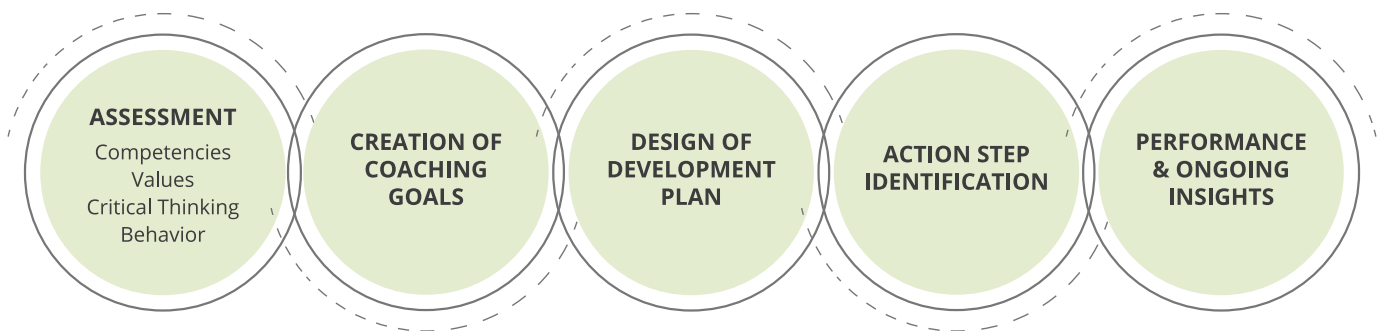 ASSESSMENT
Competencies
Values
Critical Thinking
Behavior
CREATION OF
COACHING
GOALS
DESIGN OF
DEVELOPMENT
PLAN
ACTION STEP
IDENTIFICATION
PERFORMANCE
& ONGOING
INSIGHTS